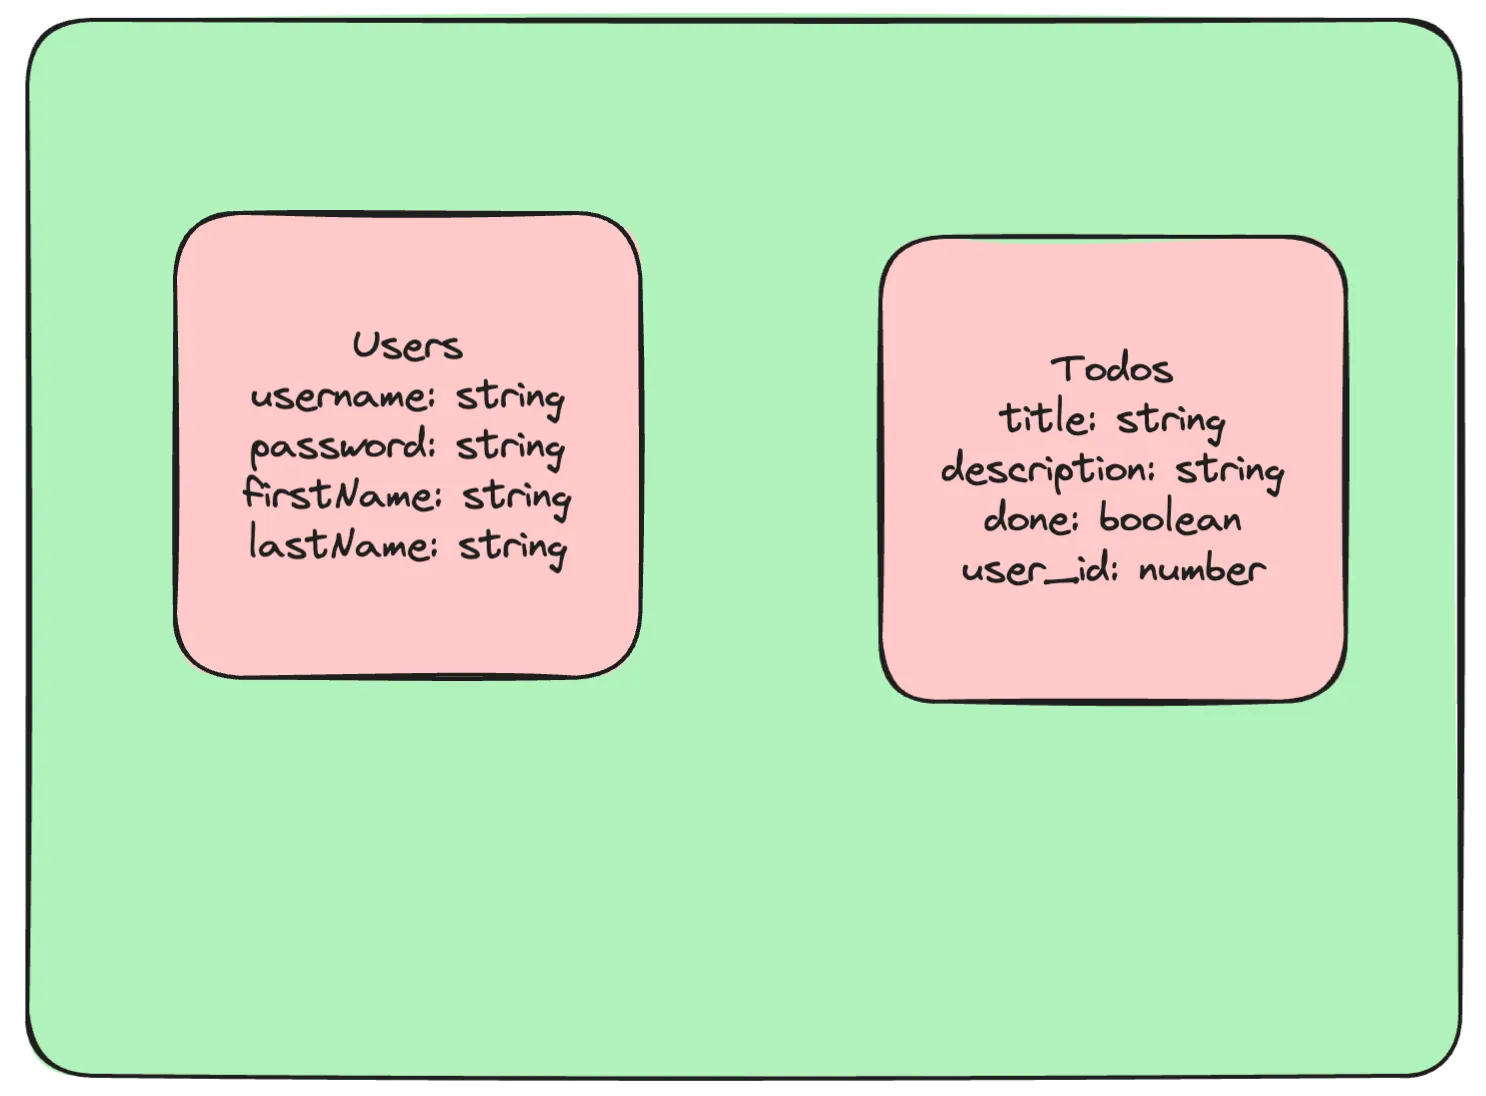 Users
username: string
password: string
firstName: string
lastName: string
Todos
title: string
description: string
done: boolean
user_id: number